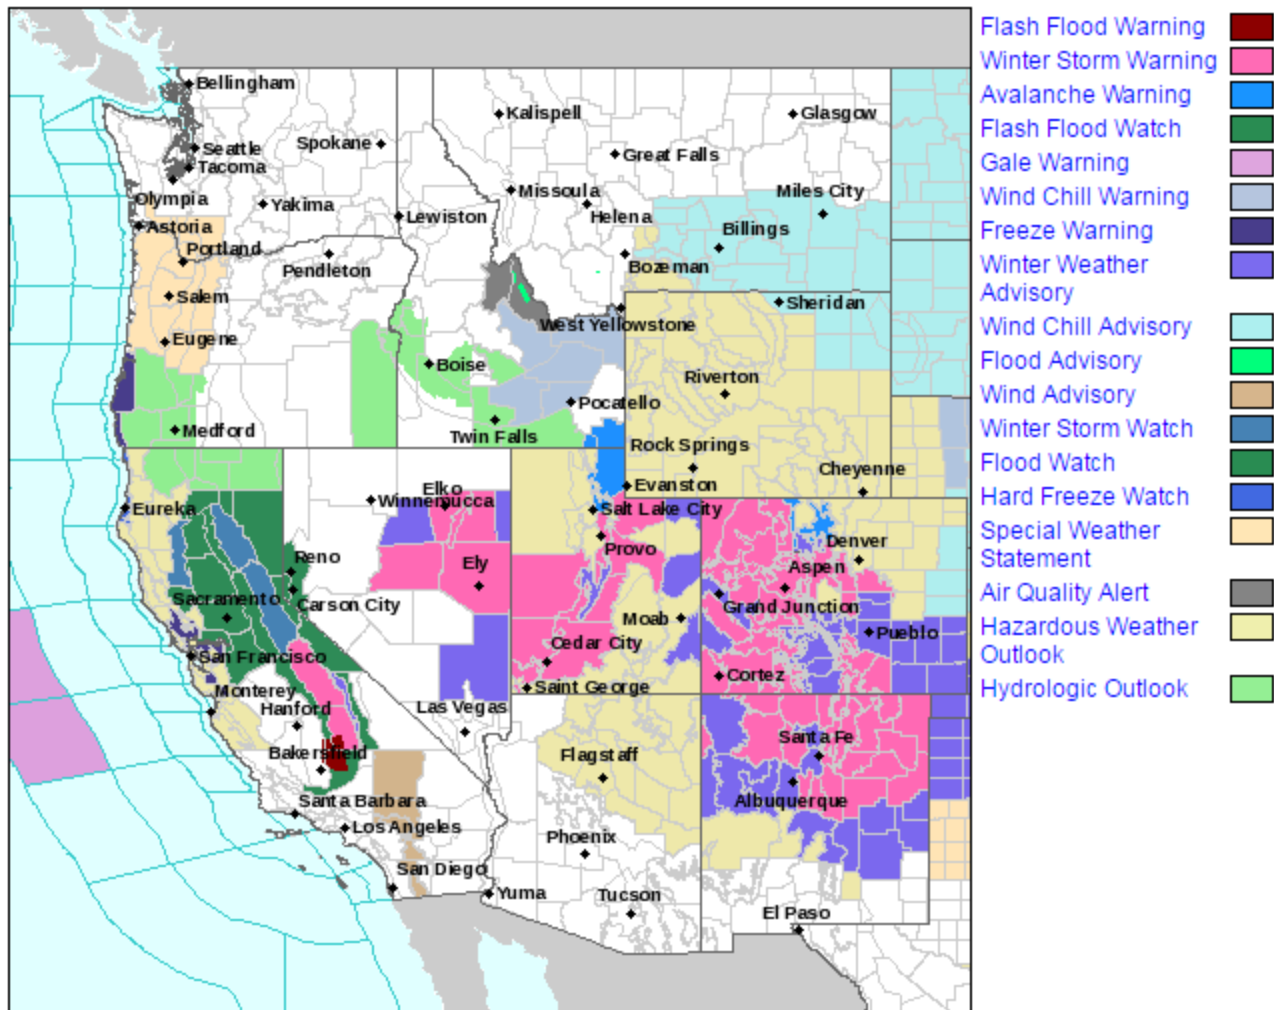 Bellingham
Seattle
Tacoma
Olympia
Astoria
Spokane
Yakima
Lewiston
Portland
Pendleton
Salem
Eugene
Medford
Kalispell
Glasgow
Great Falls
Missoula
Helena
Miles City
Billings
Bozeman
Sheridan
West Yellowstone
Boise
Pocatello
Twin Falls
Riverton
Rock Springs
Cheyenne
Evanston
Eureka
Elko
Winnemucca
Reno
Ely
Sacramento
Carson City
San Francisco
Monterey
Hanford
Las Vegas
Bakersfield
Santa Barbara
Los Angeles
San Diego
Salt Lake City
Provo
Moab
Cedar City
Saint George
Denver
Aspen
Grand Junction
Pueblo
Cortez
Flagstaff
Phoenix
Yuma
Tucson
Santa Fe
Albuquerque
El Paso
Flash Flood Warning
Winter Storm Warning
Avalanche Warning
Flash Flood Watch
Gale Warning
Wind Chill Warning
Freeze Warning
Winter Weather
Advisory
Wind Chill Advisory
Flood Advisory
Wind Advisory
Winter Storm Watch
Flood Watch
Hard Freeze Watch
Special Weather
Statement
Air Quality Alert
Hazardous Weather
Outlook
Hydrologic Outlook